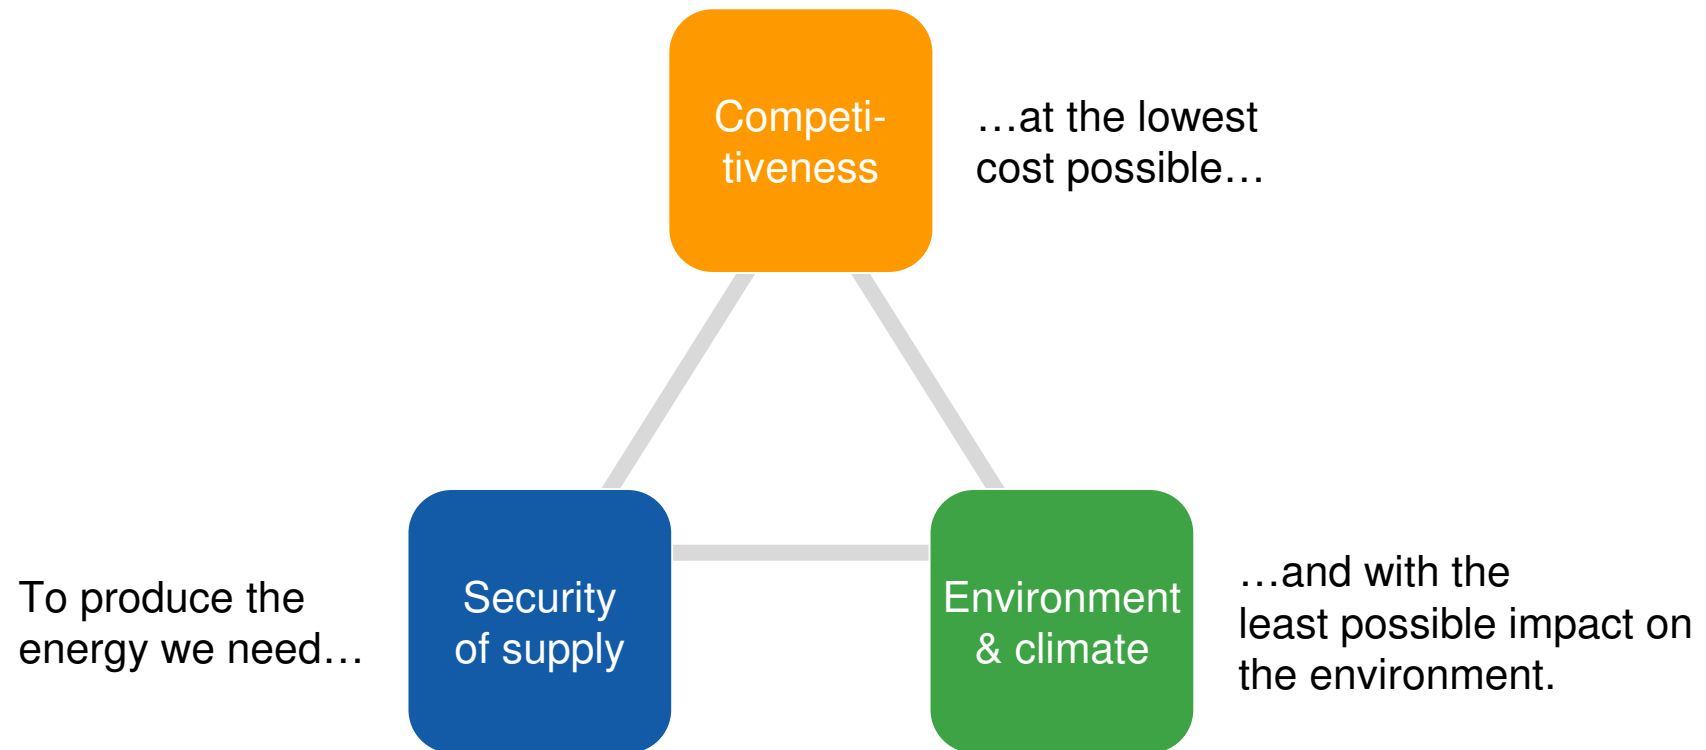 Competi-
tiveness
…at the lowest
cost possible…
To produce the
energy we need…
Security
of supply
Environment
& climate
…and with the
least possible impact on
the environment.